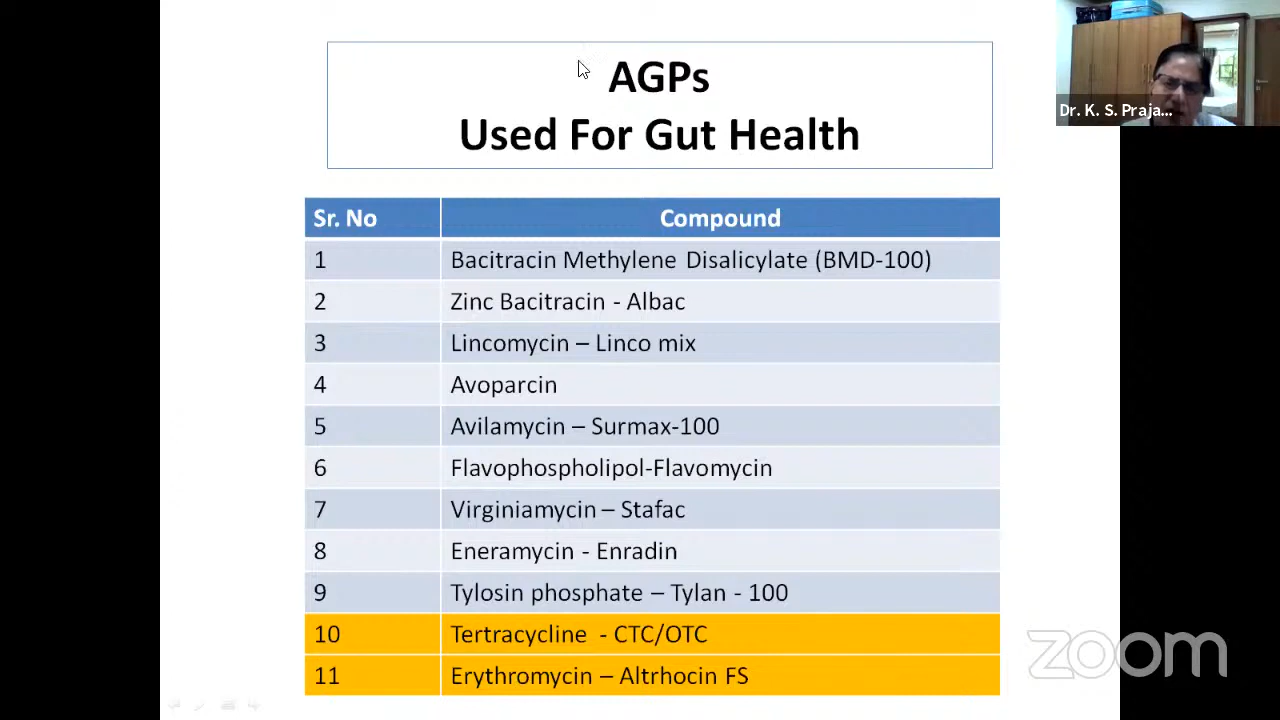 AGPs
Used For Gut Health
Dr. K. S. Praja...
Sr. No Compound
1 Bacitracin Methylene Disalicylate (BMD-100)
2 Zinc Bacitracin - Albac
3 Lincomycin – Linco mix
4 Avoparcin
5 Avilamycin – Surmax-100
6 Flavophospholipol-Flavomycin
7 Virginiamycin – Stafac
8 Eneramycin - Enradin
9 Tylosin phosphate – Tylan - 100
10 Tertracycline - CTC/OTC
11 Erythromycin – Altrhocin FS
zoom